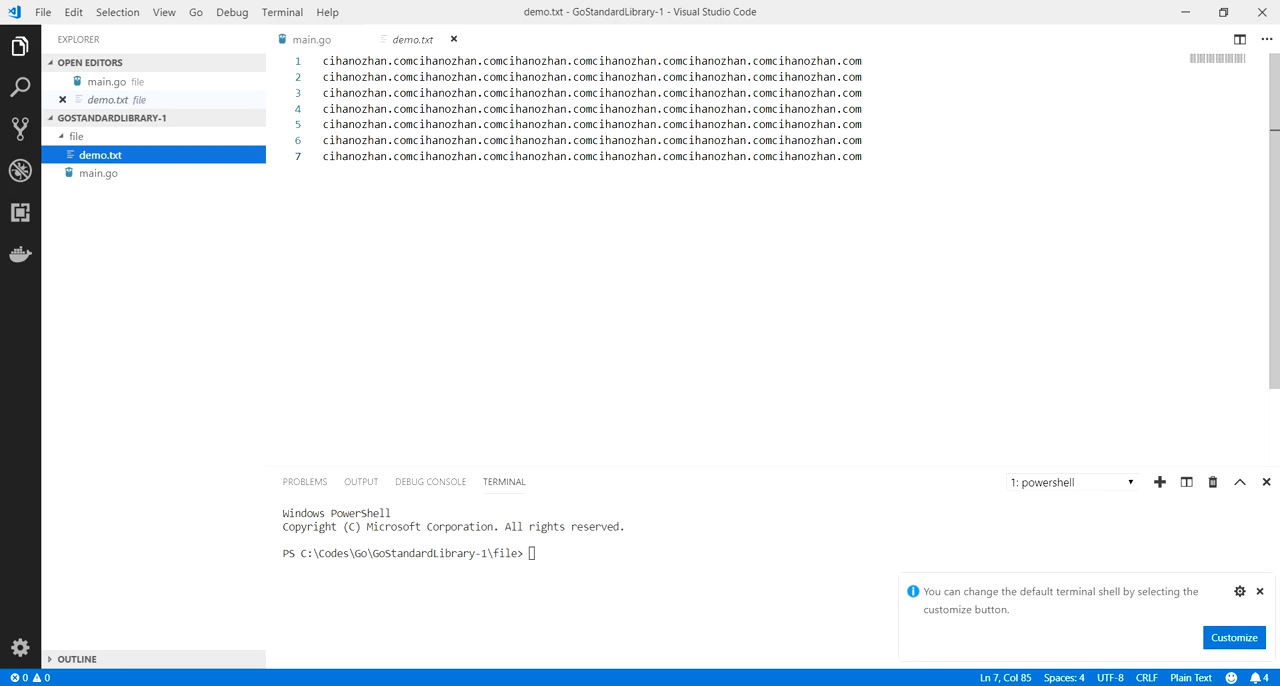 File Edit Selection View Go Debug Terminal Help demo.txt - GoStandardLibrary-1 - Visual Studio Code
EXPLORER
OPEN EDITORS
main.go file
demo.txt file
GOSTANDARDLIBRARY-1
file
demo.txt
main.go
OUTLINE
main.go demo.txt
1 cihanozhan.comcihanozhan.comcihanozhan.comcihanozhan.comcihanozhan.comcihanozhan.com
2 cihanozhan.comcihanozhan.comcihanozhan.comcihanozhan.comcihanozhan.comcihanozhan.com
3 cihanozhan.comcihanozhan.comcihanozhan.comcihanozhan.comcihanozhan.comcihanozhan.com
4 cihanozhan.comcihanozhan.comcihanozhan.comcihanozhan.comcihanozhan.comcihanozhan.com
5 cihanozhan.comcihanozhan.comcihanozhan.comcihanozhan.comcihanozhan.comcihanozhan.com
6 cihanozhan.comcihanozhan.comcihanozhan.comcihanozhan.comcihanozhan.comcihanozhan.com
7 cihanozhan.comcihanozhan.comcihanozhan.comcihanozhan.comcihanozhan.comcihanozhan.com
PROBLEMS OUTPUT DEBUG CONSOLE TERMINAL 1: powershell
Windows PowerShell
Copyright (C) Microsoft Corporation. All rights reserved.
PS C:\Codes\Go\GoStandardLibrary-1\file>
You can change the default terminal shell by selecting the
customize button.
Customize
0 0 Ln 7, Col 85 Spaces: 4 UTF-8 CRLF Plain Text 4